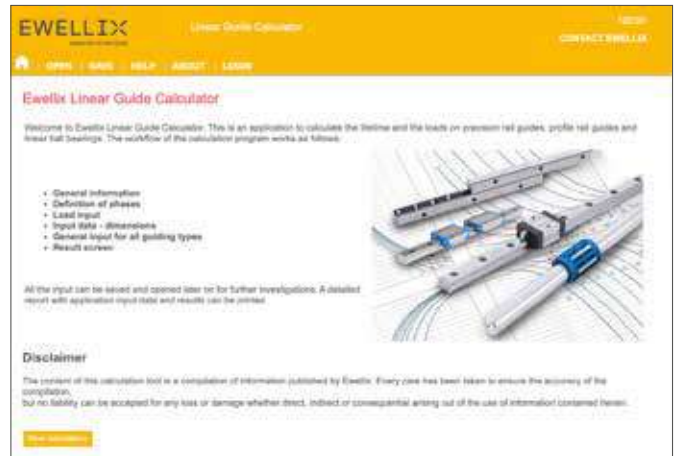 EWELLIX
Linear Guide Calculator
CONTACT EWELLIX
OPEN | SAVE | HELP | ABOUT | LOGIN
Ewellix Linear Guide Calculator
Welcome to Ewellix Linear Guide Calculator. This is an application to calculate the lifetime and the loads on precision rail guides, profile rail guides and
linear ball bearings. The workflow of the calculation program works as follows:
• General information
• Definition of phases
• Load input
• Input data - dimensions
• General input for all guiding types
• Result screen
All the input can be saved and opened later on for further investigations. A detailed
report with application input data and results can be printed.
Disclaimer
The content of this calculation tool is a compilation of information published by Ewellix. Every care has been taken to ensure the accuracy of the
compilation,
but no liability can be accepted for any loss or damage whether direct, indirect or consequential arising out of the use of information contained herein.